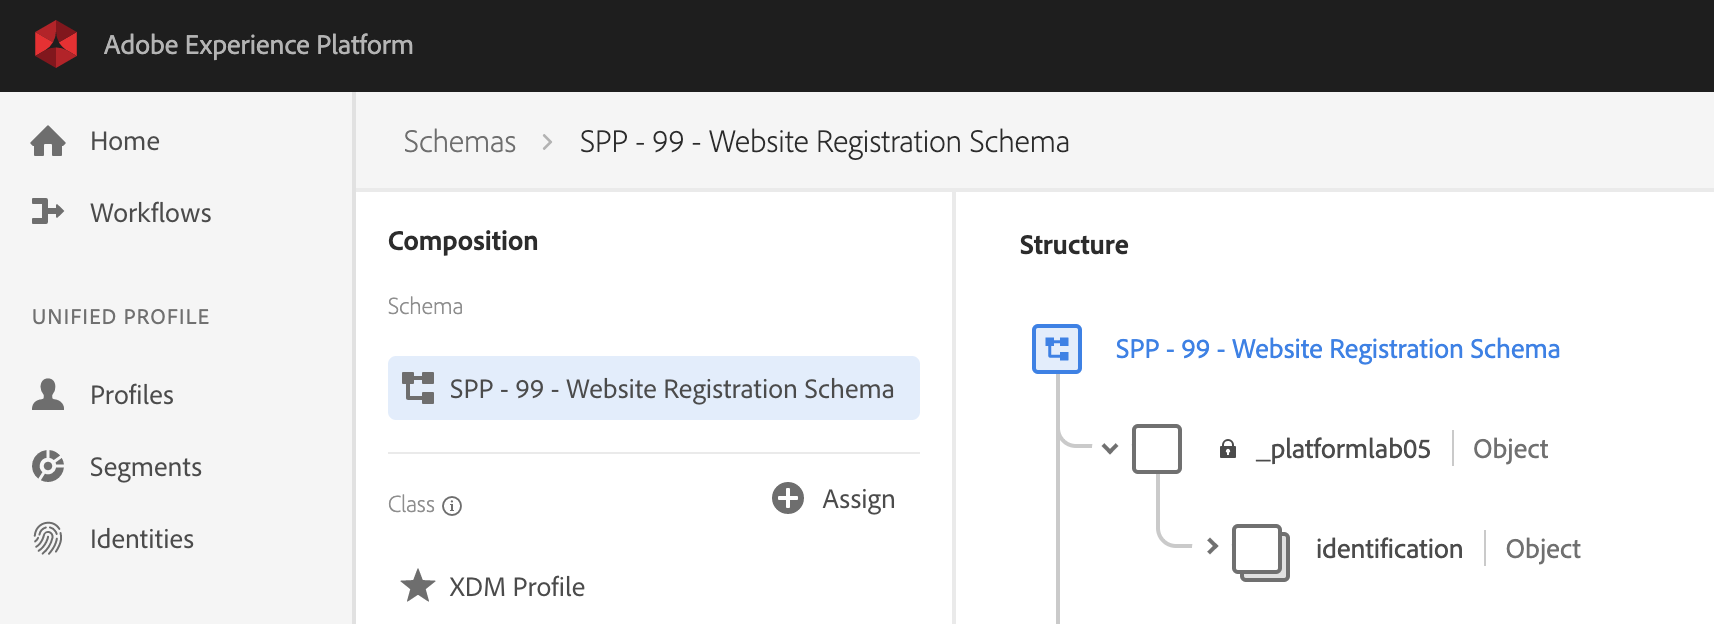 Adobe Experience Platform
Home
Workflows
UNIFIED PROFILE
Profiles
Segments
Identities
Schemas > SPP - 99 - Website Registration Schema
Composition
Schema
SPP - 99 - Website Registration Schema
Class
Assign
XDM Profile
Structure
SPP - 99 - Website Registration Schema
_platformlab05 | Object
identification | Object